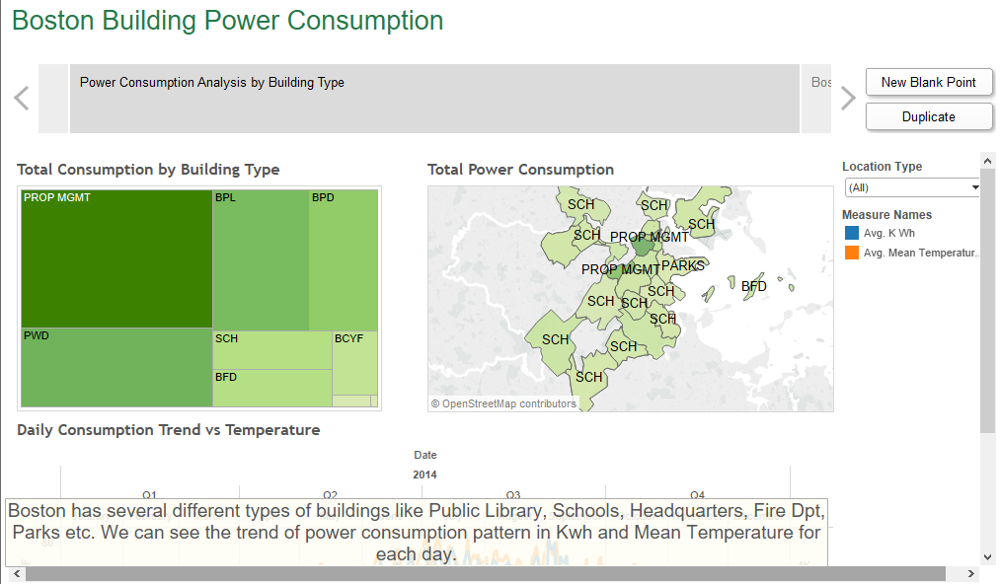 Boston Building Power Consumption
Power Consumption Analysis by Building Type
Bos
New Blank Point
Duplicate
Total Consumption by Building Type
Total Power Consumption
Location Type
(All)
Measure Names
Avg. K Wh
Avg. Mean Temperatur..
PROP MGMT
BPL
BPD
PWD
SCH
BCYF
BFD
SCH
SCH
SCH
SCH
PROP MGMT
PROP MGMT
PARKS
BFD
SCH
SCH
SCH
SCH
SCH
SCH
SCH
© OpenStreetMap contributors
Daily Consumption Trend vs Temperature
Date
2014
Q1
Q2
Q3
Q4
Boston has several different types of buildings like Public Library, Schools, Headquarters, Fire Dpt,
Parks etc. We can see the trend of power consumption pattern in Kwh and Mean Temperature for
each day.